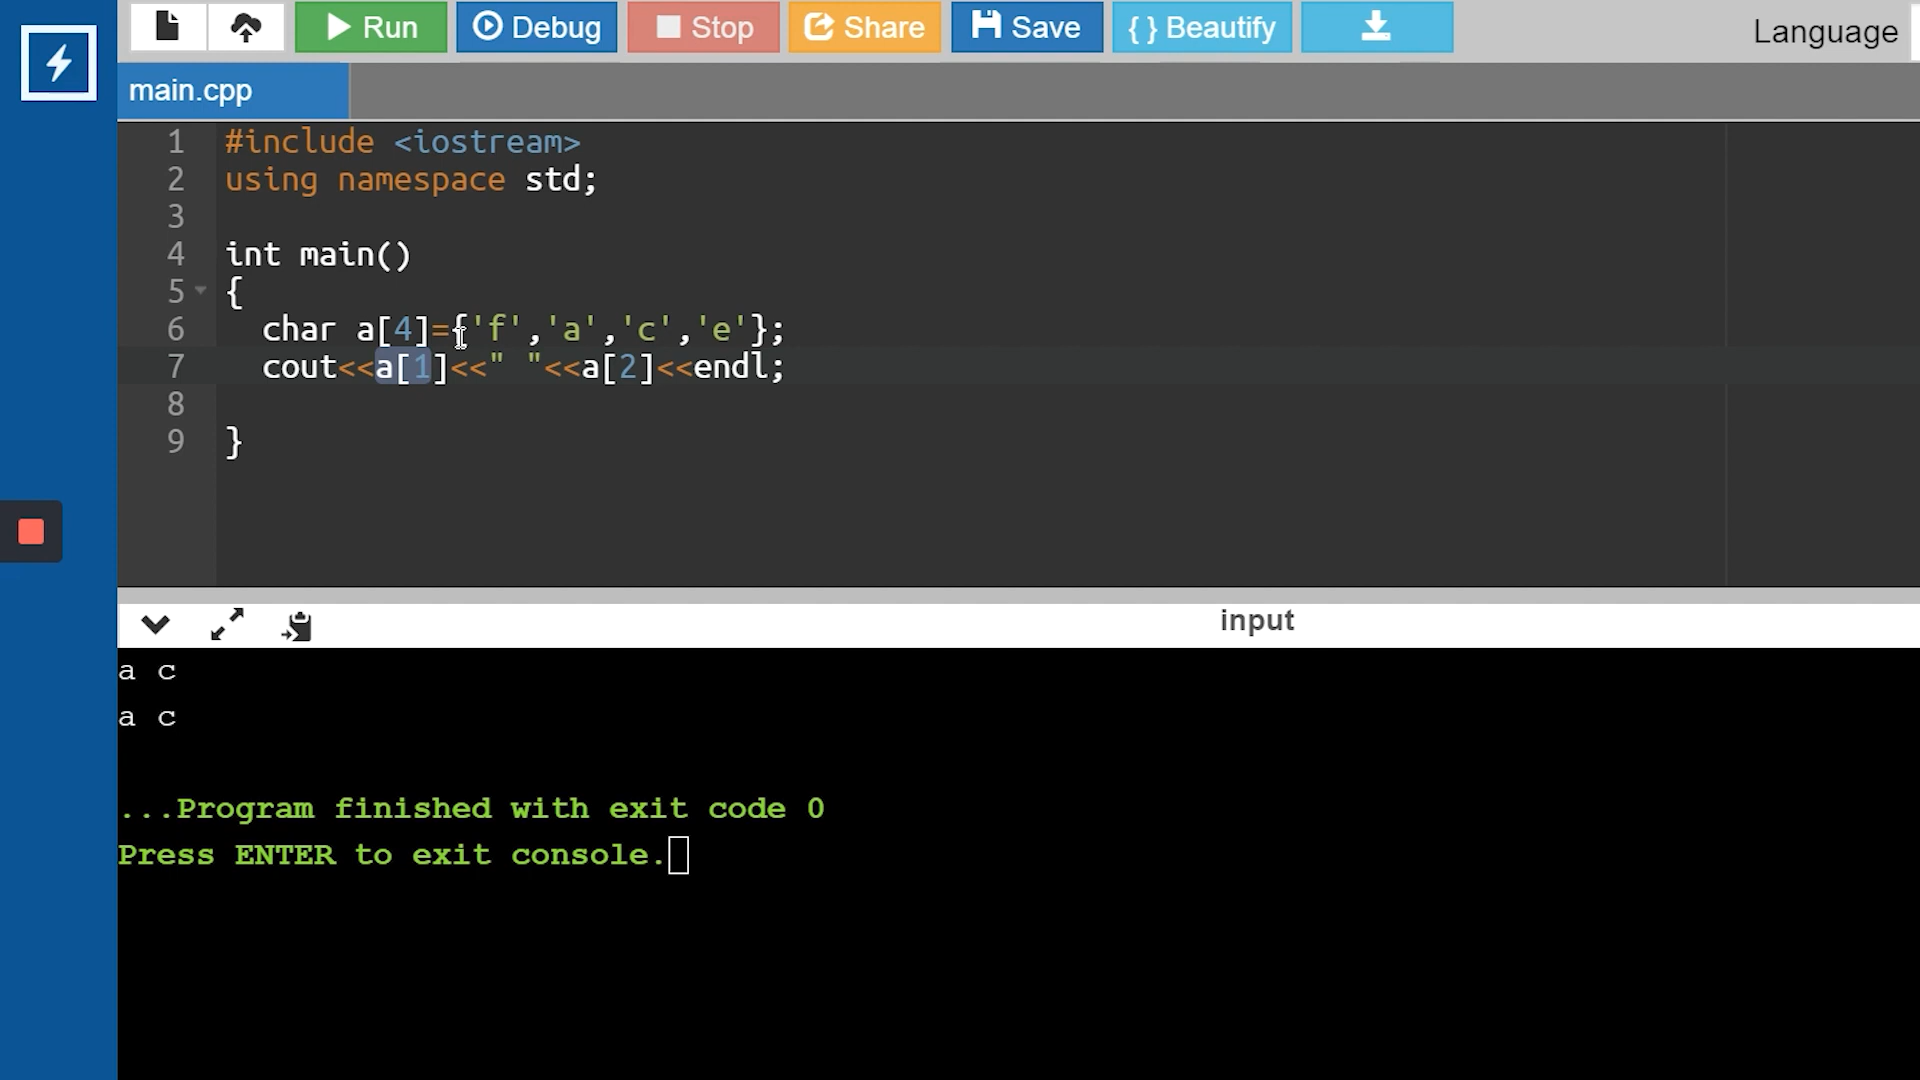 Run Debug Stop Share Save { } Beautify Language
main.cpp
1 #include <iostream>
2 using namespace std;
3
4 int main()
5 {
6 char a[4]={'f','a','c','e'};
7 cout<<a[1]<<" "<<a[2]<<endl;
8
9 }
input
a c
a c
...Program finished with exit code 0
Press ENTER to exit console.